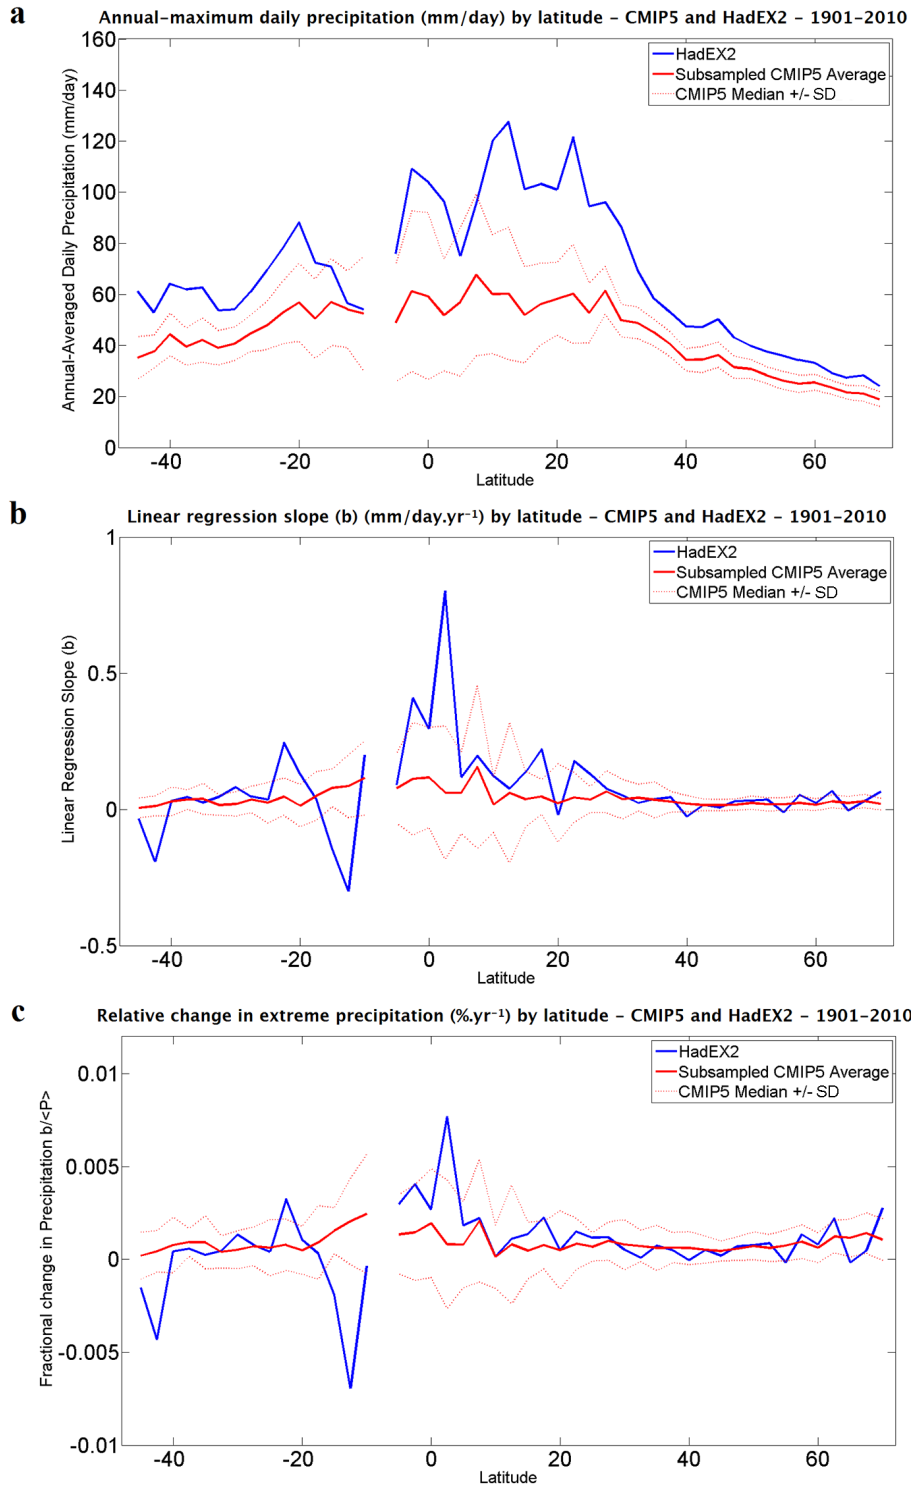 a
Annual-maximum daily precipitation (mm/day) by latitude - CMIP5 and HadEX2 - 1901-2010
160
140
120
100
80
60
40
20
0
Annual-Averaged Daily Precipitation (mm/day)
HadEX2
Subsampled CMIP5 Average
CMIP5 Median +/- SD
-40 -20 0 20 40 60
Latitude
b
Linear regression slope (b) (mm/day.yr⁻¹) by latitude - CMIP5 and HadEX2 - 1901-2010
1
0.5
0
-0.5
Linear Regression Slope (b)
HadEX2
Subsampled CMIP5 Average
CMIP5 Median +/- SD
-40 -20 0 20 40 60
Latitude
c
Relative change in extreme precipitation (%.yr⁻¹) by latitude - CMIP5 and HadEX2 - 1901-2010
0.01
0.005
0
-0.005
-0.01
Fractional change in Precipitation b/<P>
HadEX2
Subsampled CMIP5 Average
CMIP5 Median +/- SD
-40 -20 0 20 40 60
Latitude